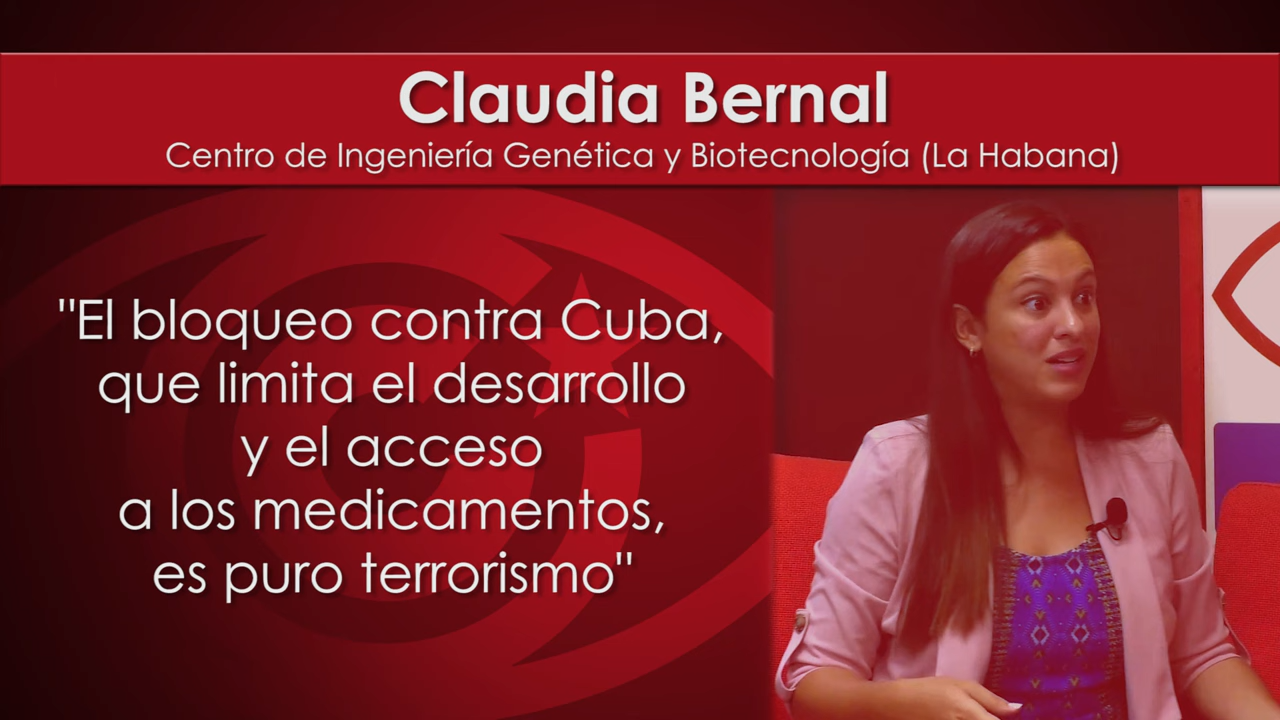 Claudia Bernal
Centro de Ingeniería Genética y Biotecnología (La Habana)
"El bloqueo contra Cuba,
que limita el desarrollo
y el acceso
a los medicamentos,
es puro terrorismo"